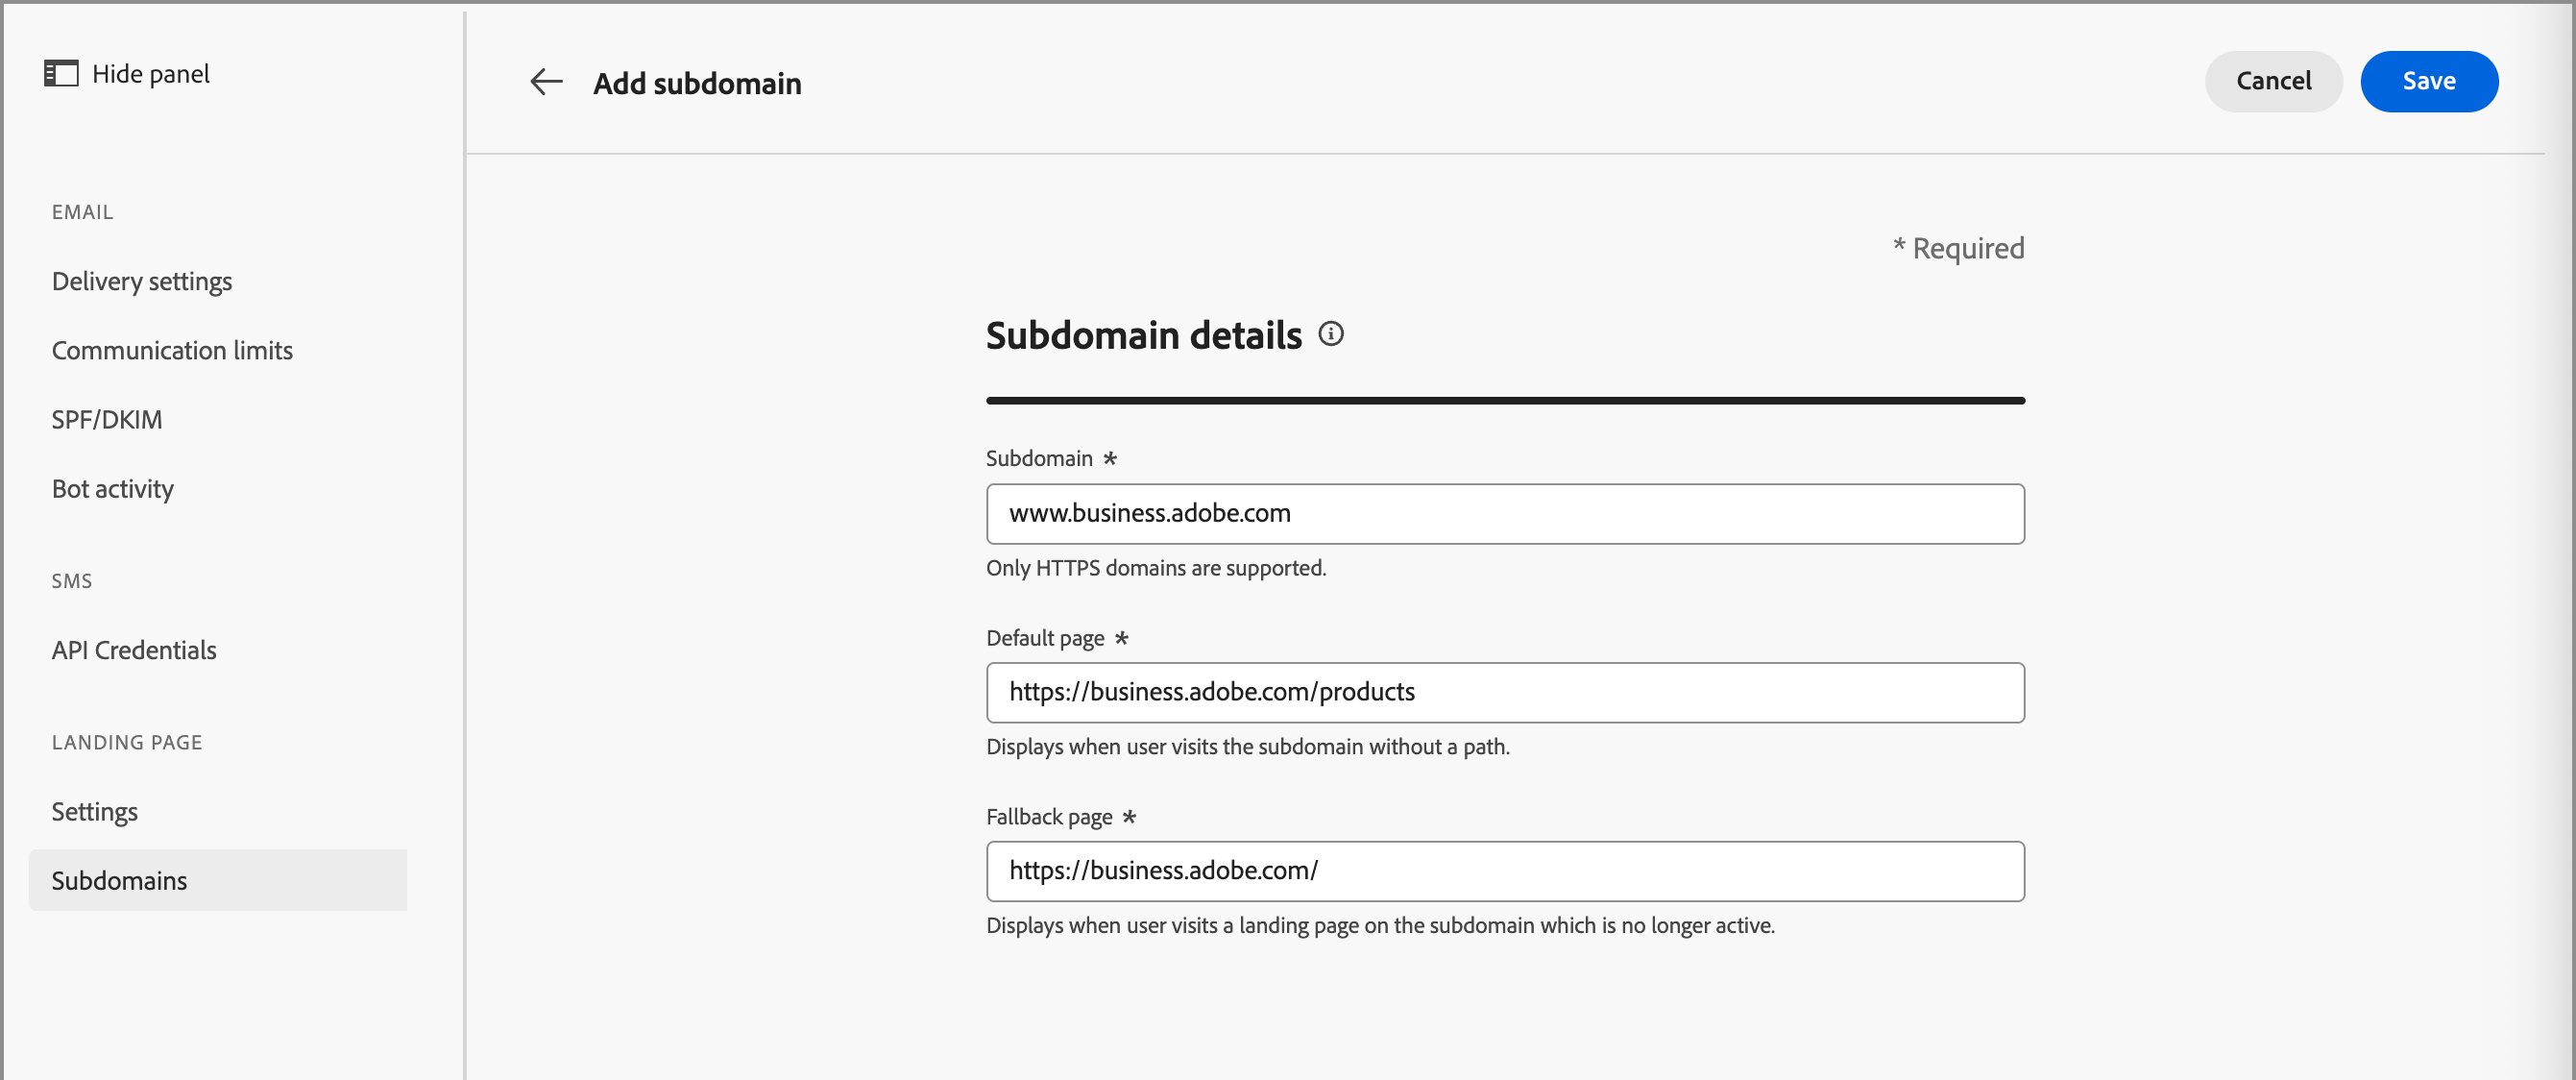 Hide panel
EMAIL
Delivery settings
Communication limits
SPF/DKIM
Bot activity
SMS
API Credentials
LANDING PAGE
Settings
Subdomains
Add subdomain
Cancel
Save
* Required
Subdomain details
Subdomain *
www.business.adobe.com
Only HTTPS domains are supported.
Default page *
https://business.adobe.com/products
Displays when user visits the subdomain without a path.
Fallback page *
https://business.adobe.com/
Displays when user visits a landing page on the subdomain which is no longer active.